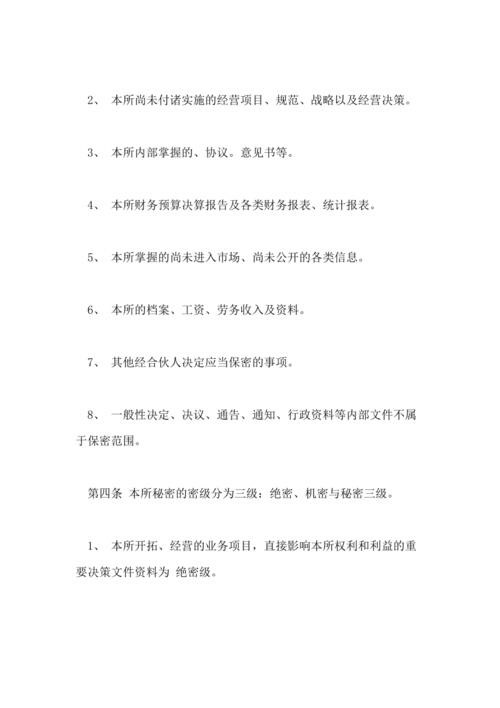 2、 本所尚未付诸实施的经营项目、规范、战略以及经营决策。
3、 本所内部掌握的、协议。意见书等。
4、 本所财务预算决算报告及各类财务报表、统计报表。
5、 本所掌握的尚未进入市场、尚未公开的各类信息。
6、 本所的档案、工资、劳务收入及资料。
7、 其他经合伙人决定应当保密的事项。
8、 一般性决定、决议、通告、通知、行政资料等内部文件不属
于保密范围。
第四条 本所秘密的密级分为三级：绝密、机密与秘密三级。
1、 本所开拓、经营的业务项目，直接影响本所权利和利益的重
要决策文件资料为 绝密级。